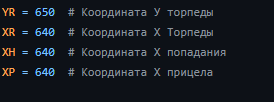 YR = 650  # Координата У торпеды
XR = 640  # Координата Х Торпеды
XH = 640  # Координата Х попадания
XP = 640  # Координата Х прицела